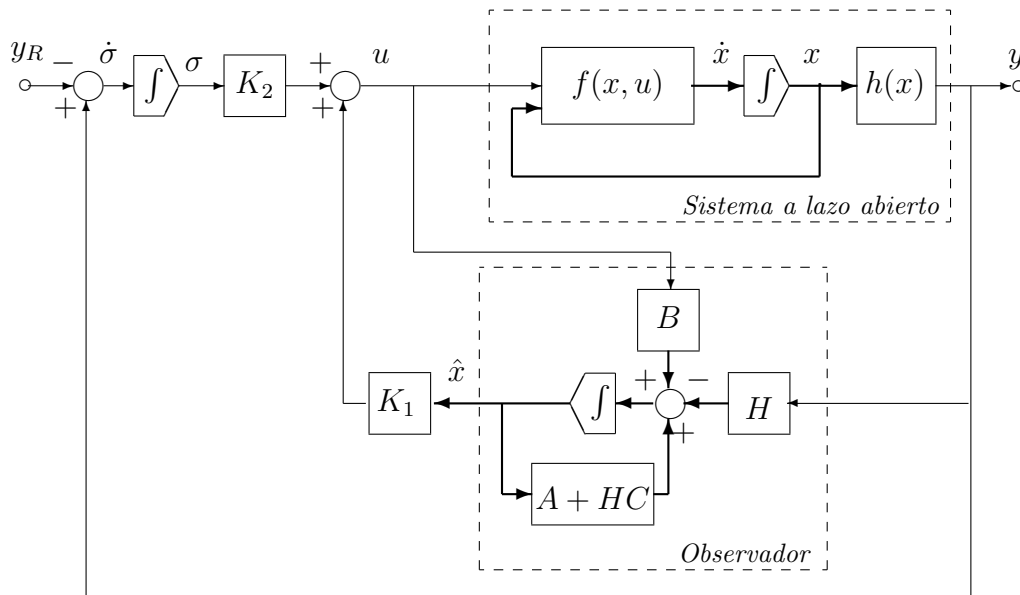 y_R − + σ̇ ∫ σ K_2 + + u f(x, u) ẋ ∫ x h(x) y
Sistema a lazo abierto
B
x̂ + −
K_1 ∫ H
+
A + HC
Observador